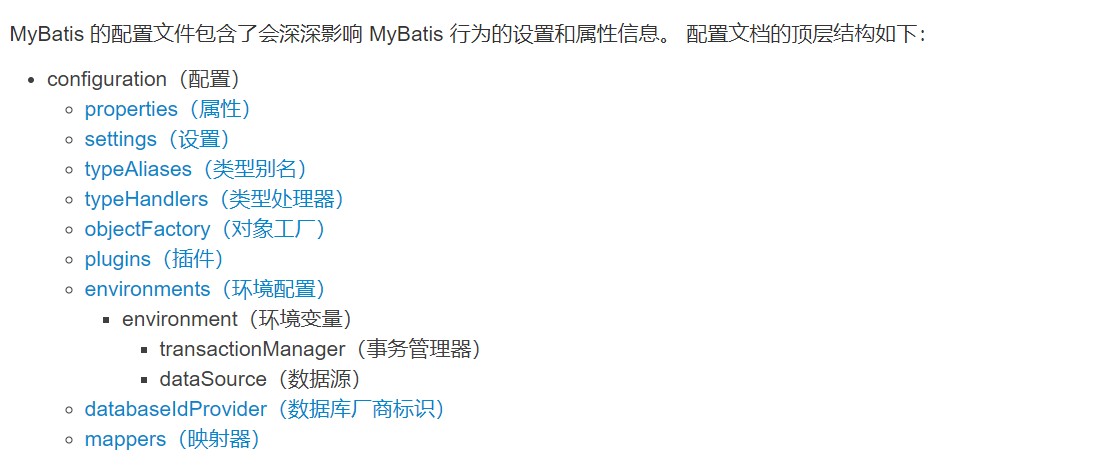 MyBatis 的配置文件包含了会深深影响 MyBatis 行为的设置和属性信息。 配置文档的顶层结构如下：
configuration（配置）
properties（属性）
settings（设置）
typeAliases（类型别名）
typeHandlers（类型处理器）
objectFactory（对象工厂）
plugins（插件）
environments（环境配置）
environment（环境变量）
transactionManager（事务管理器）
dataSource（数据源）
databaseIdProvider（数据库厂商标识）
mappers（映射器）